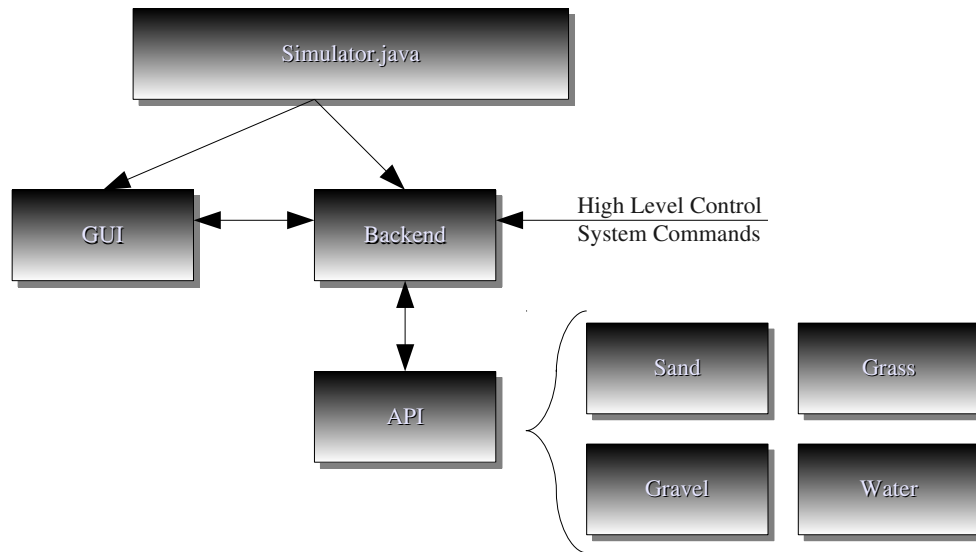 Simulator.java
GUI
Backend
High Level Control
System Commands
API
Sand
Grass
Gravel
Water